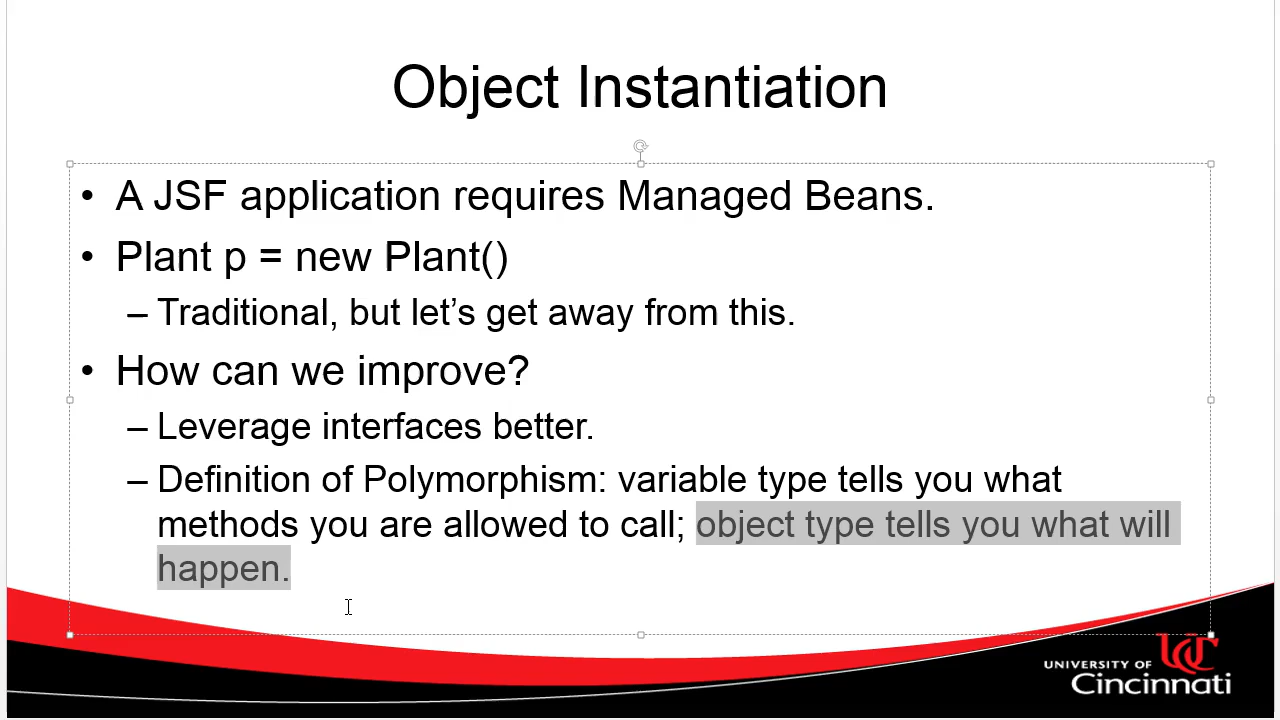 Object Instantiation
• A JSF application requires Managed Beans.
• Plant p = new Plant()
– Traditional, but let’s get away from this.
• How can we improve?
– Leverage interfaces better.
– Definition of Polymorphism: variable type tells you what
methods you are allowed to call; object type tells you what will
happen.
UC
UNIVERSITY OF
Cincinnati